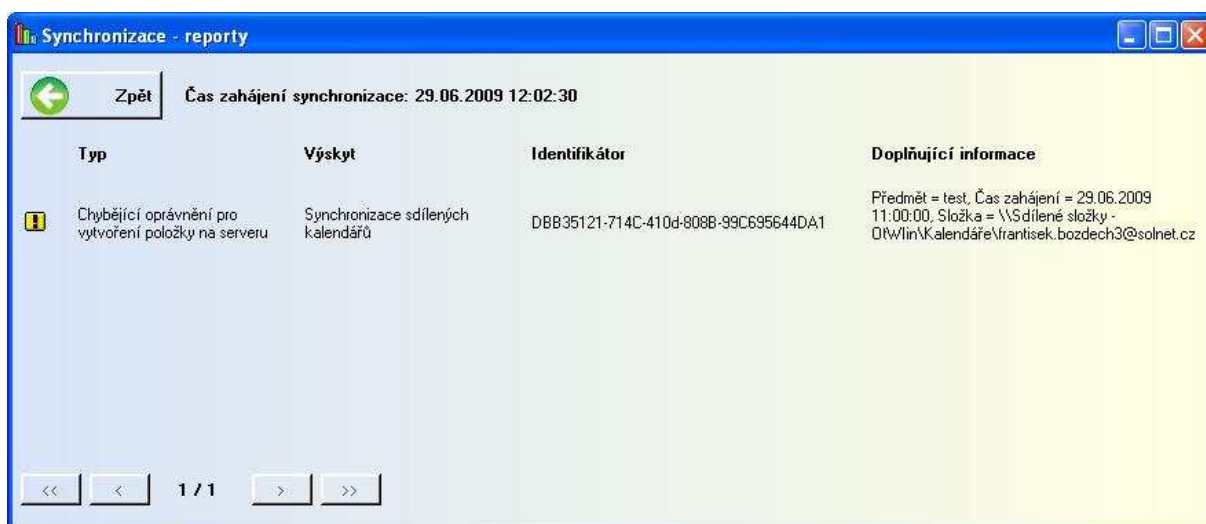 Synchronizace - reporty
Zpět
Čas zahájení synchronizace: 29.06.2009 12:02:30
Typ
Výskyt
Identifikátor
Doplňující informace
Chybějící oprávnění pro
vytvoření položky na serveru
Synchronizace sdílených
kalendářů
DBB35121-714C-410d-808B-99C695644DA1
Předmět = test, Čas zahájení = 29.06.2009
11:00:00, Složka = \\Sdílené složky -
OtWlin\Kalendáře\frantisek.bozdech3@solnet.cz
<<
<
1 / 1
>
>>